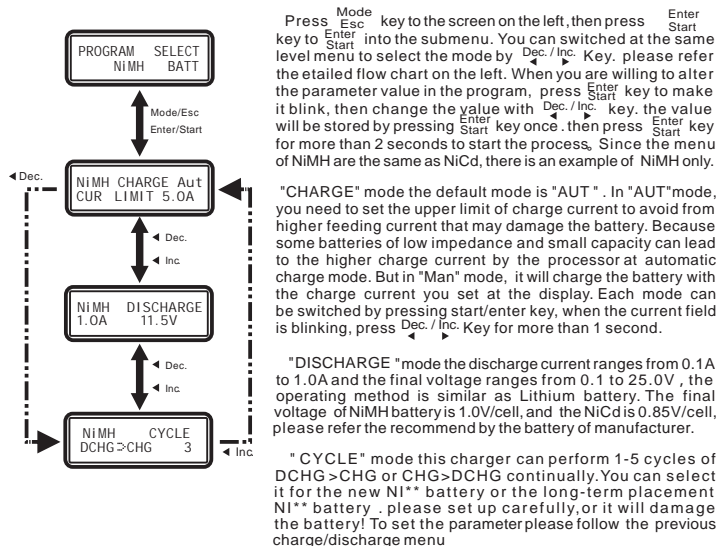 PROGRAM SELECT
NiMH BATT
Mode/Esc
Enter/Start
◀ Dec.
NiMH CHARGE Aut
CUR LIMIT 5.0A
◀ Dec.
◀ Inc.
NiMH DISCHARGE
1.0A 11.5V
◀ Dec.
◀ Inc.
NiMH CYCLE
DCHG>CHG 3
◀ Inc.
Press Mode Esc key to the screen on the left, then press Enter Start
key to Enter Start into the submenu. You can switched at the same
level menu to select the mode by Dec. / Inc. ◀ ▶ Key. please refer
the etailed flow chart on the left. When you are willing to alter
the parameter value in the program, press Enter Start key to make
it blink, then change the value with Dec. / Inc. ◀ ▶ key. the value
will be stored by pressing Enter Start key once . then press Enter Start key
for more than 2 seconds to start the process。Since the menu
of NiMH are the same as NiCd, there is an example of NiMH only.
"CHARGE" mode the default mode is "AUT " . In "AUT"mode,
you need to set the upper limit of charge current to avoid from
higher feeding current that may damage the battery. Because
some batteries of low impedance and small capacity can lead
to the higher charge current by the processor at automatic
charge mode. But in "Man" mode, it will charge the battery with
the charge current you set at the display. Each mode can
be switched by pressing start/enter key, when the current field
is blinking, press Dec. / Inc. ◀ ▶ Key for more than 1 second.
"DISCHARGE "mode the discharge current ranges from 0.1A
to 1.0A and the final voltage ranges from 0.1 to 25.0V , the
operating method is similar as Lithium battery. The final
voltage of NiMH battery is 1.0V/cell, and the NiCd is 0.85V/cell,
please refer the recommend by the battery of manufacturer.
" CYCLE" mode this charger can perform 1-5 cycles of
DCHG >CHG or CHG>DCHG continually.You can select
it for the new NI** battery or the long-term placement
NI** battery . please set up carefully,or it will damage
the battery! To set the parameter please follow the previous
charge/discharge menu